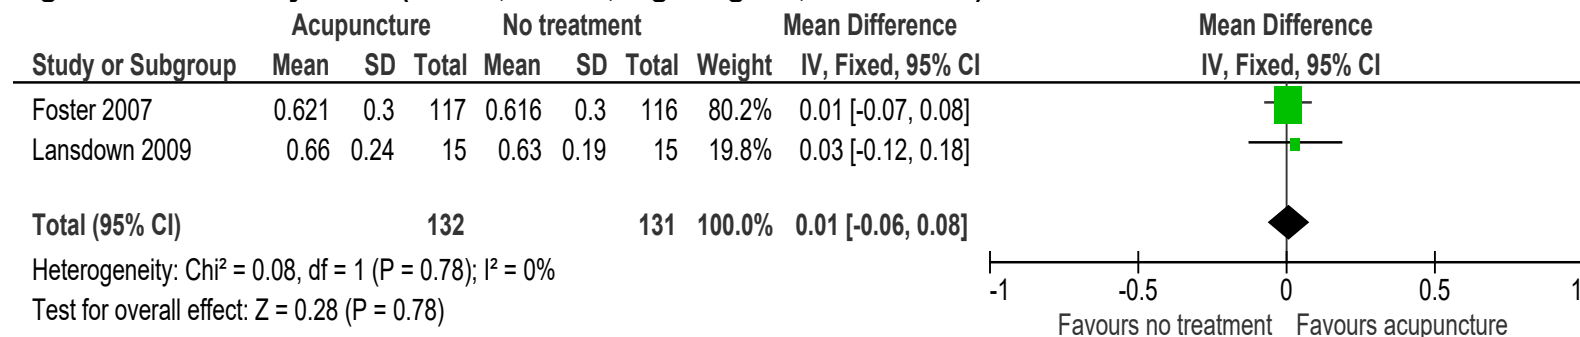 Acupuncture No treatment Mean Difference Mean Difference
Study or Subgroup Mean SD Total Mean SD Total Weight IV, Fixed, 95% CI IV, Fixed, 95% CI
Foster 2007 0.621 0.3 117 0.616 0.3 116 80.2% 0.01 [-0.07, 0.08]
Lansdown 2009 0.66 0.24 15 0.63 0.19 15 19.8% 0.03 [-0.12, 0.18]
Total (95% CI) 132 131 100.0% 0.01 [-0.06, 0.08]
Heterogeneity: Chi² = 0.08, df = 1 (P = 0.78); I² = 0%
Test for overall effect: Z = 0.28 (P = 0.78)
-1 -0.5 0 0.5 1
Favours no treatment Favours acupuncture